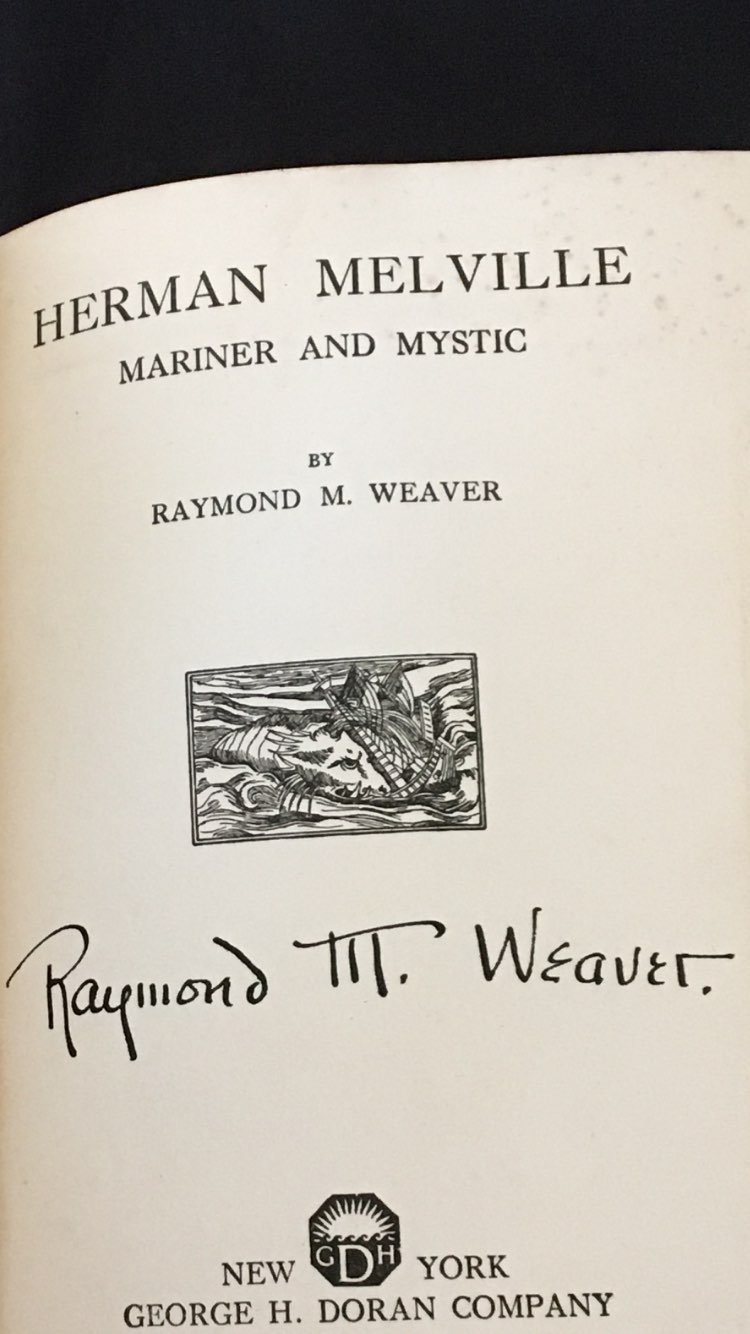 HERMAN MELVILLE
MARINER AND MYSTIC
BY
RAYMOND M. WEAVER
Raymond M. Weaver.
GDH
NEW YORK
GEORGE H. DORAN COMPANY